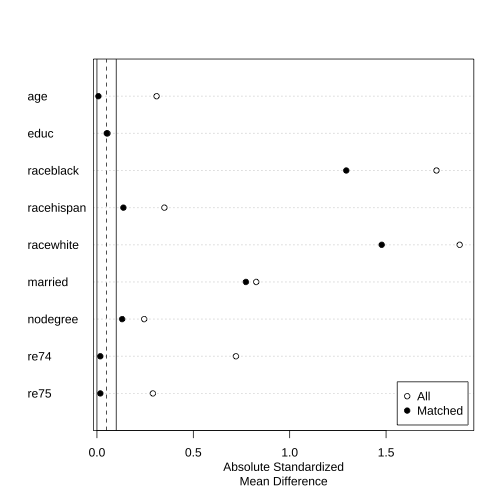 age
educ
raceblack
racehispan
racewhite
married
nodegree
re74
re75
All
Matched
0.0 0.5 1.0 1.5
Absolute Standardized
Mean Difference